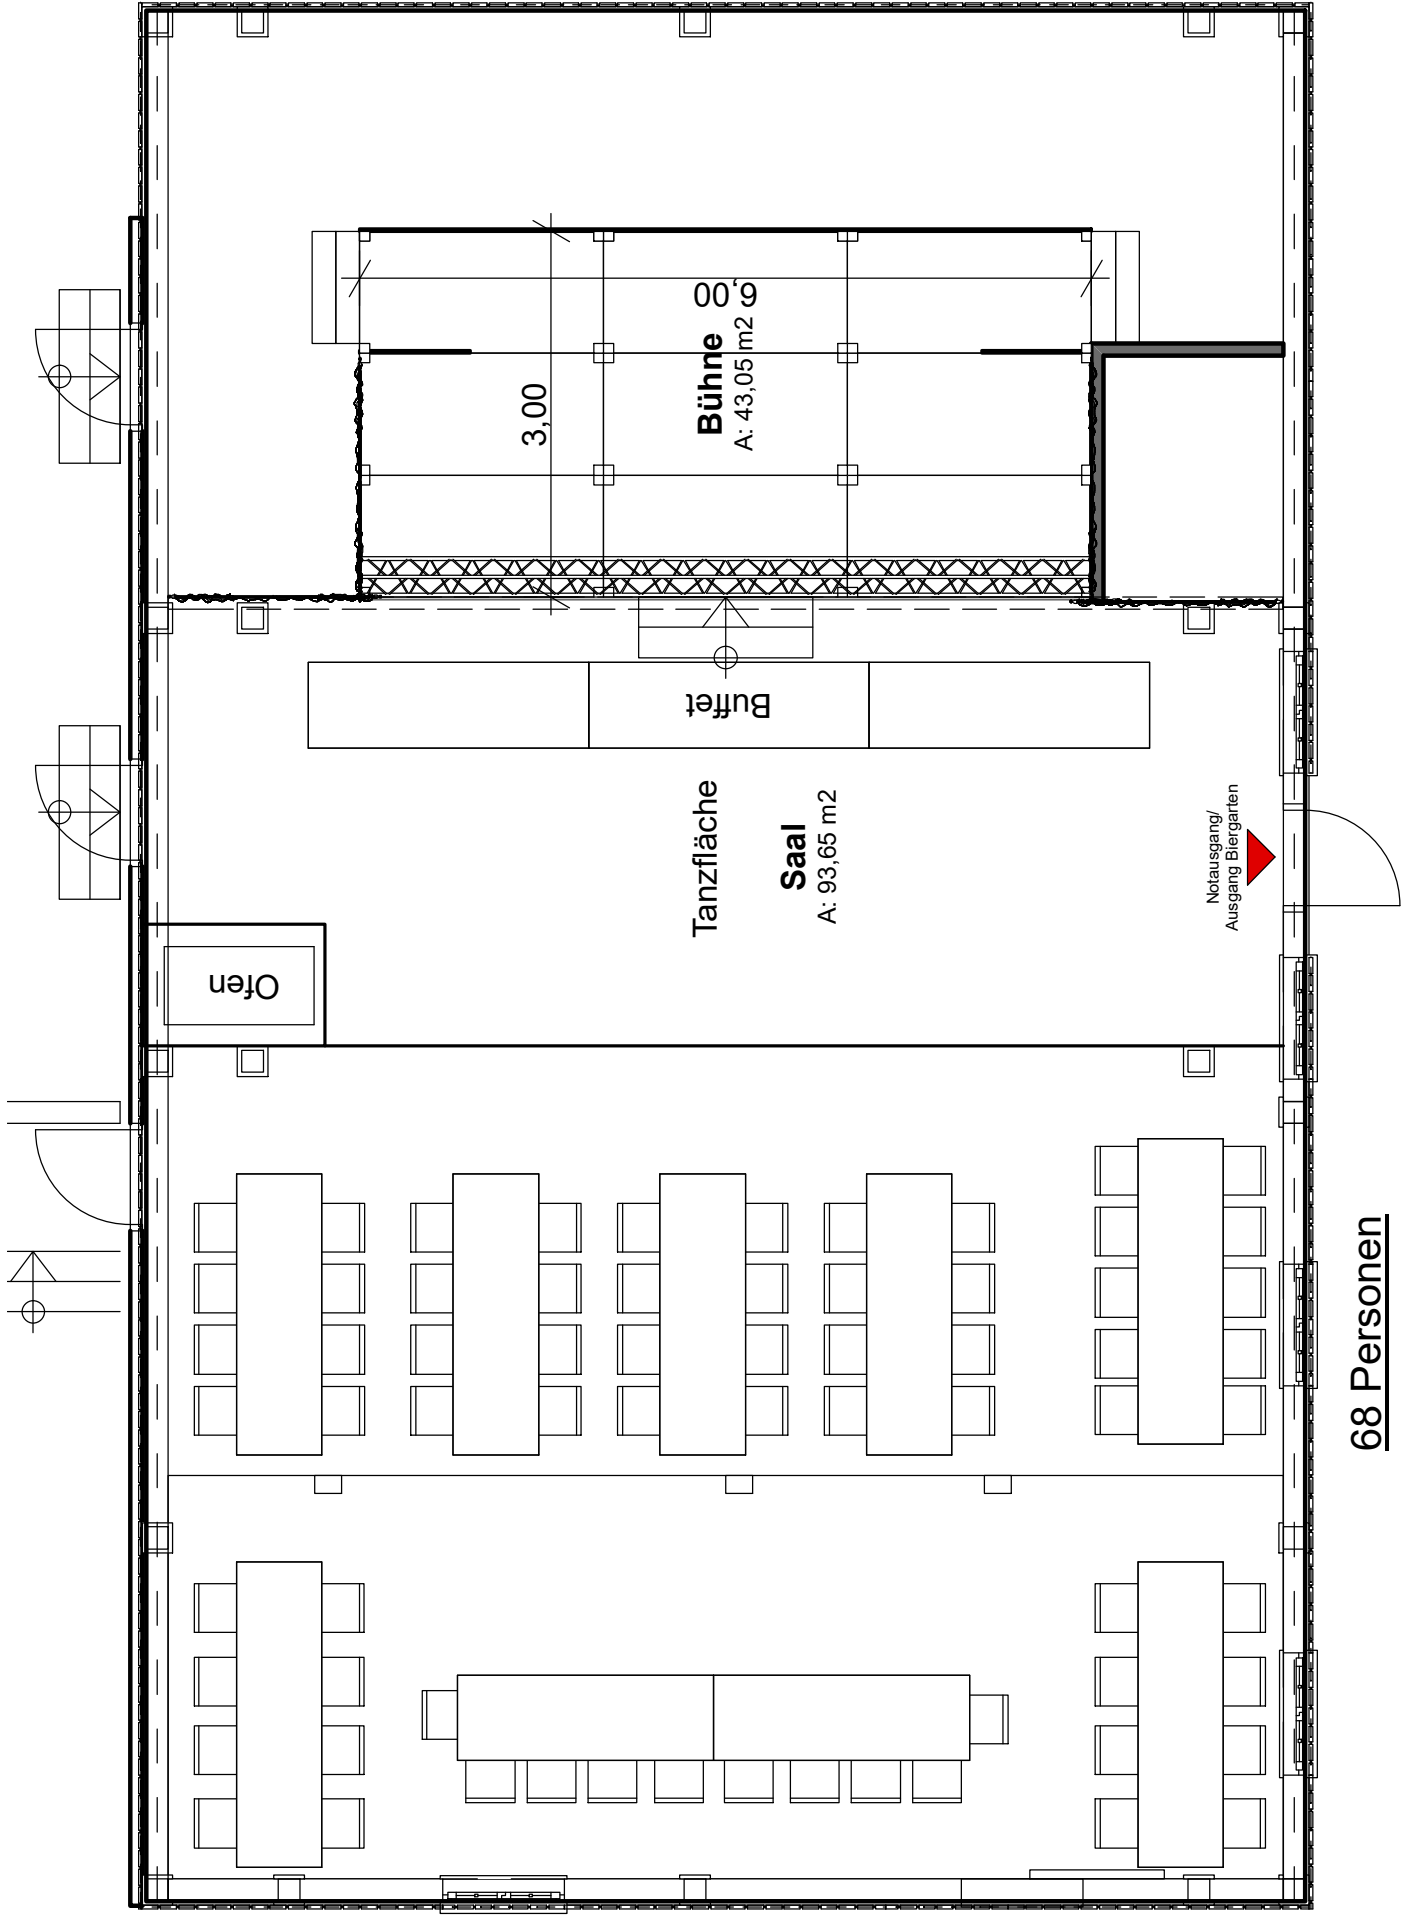 6,00
Bühne
A: 43,05 m2
3,00
Buffet
Tanzfläche
Saal
A: 93,65 m2
Notausgang/
Ausgang Biergarten
Ofen
68 Personen